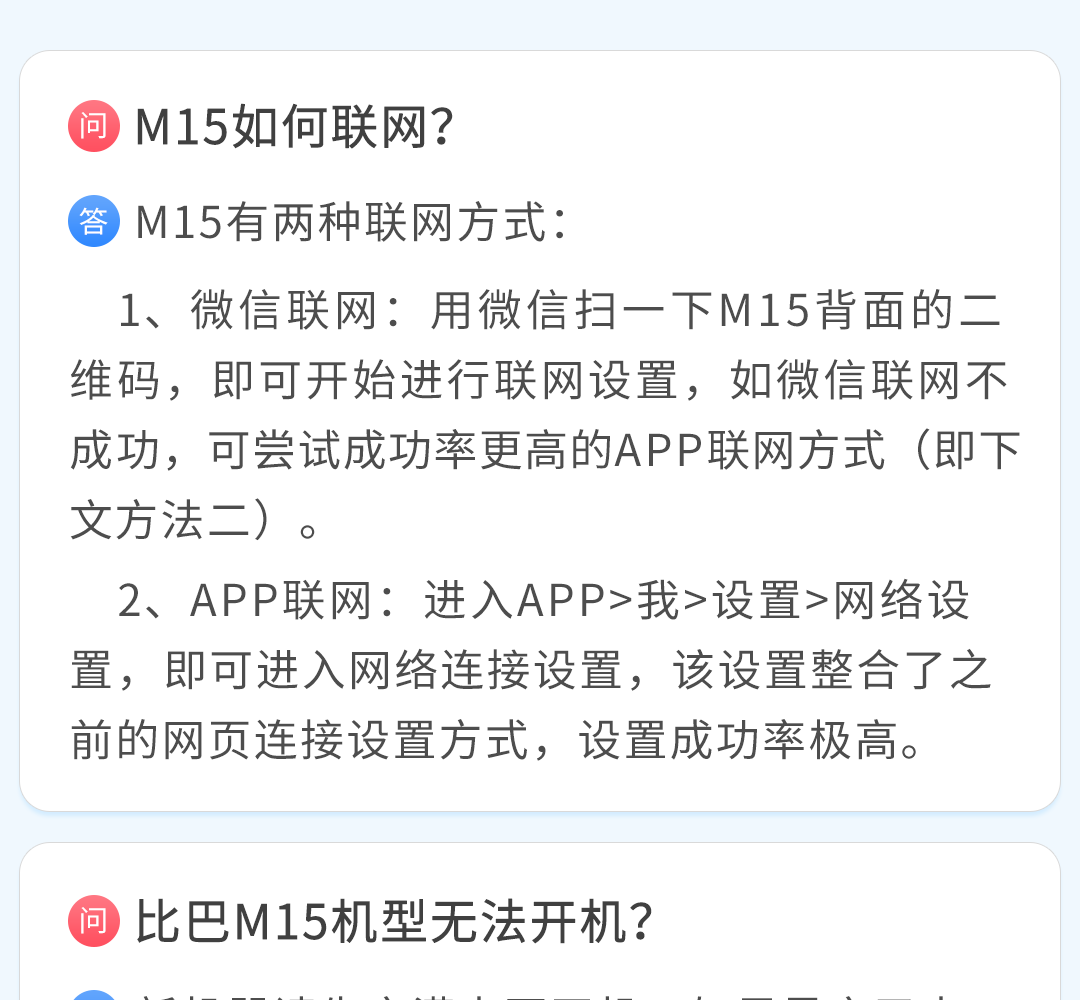 问 M15如何联网？
答 M15有两种联网方式：
1、微信联网：用微信扫一下M15背面的二
维码，即可开始进行联网设置，如微信联网不
成功，可尝试成功率更高的APP联网方式（即下
文方法二）。
2、APP联网：进入APP>我>设置>网络设
置，即可进入网络连接设置，该设置整合了之
前的网页连接设置方式，设置成功率极高。
问 比巴M15机型无法开机？